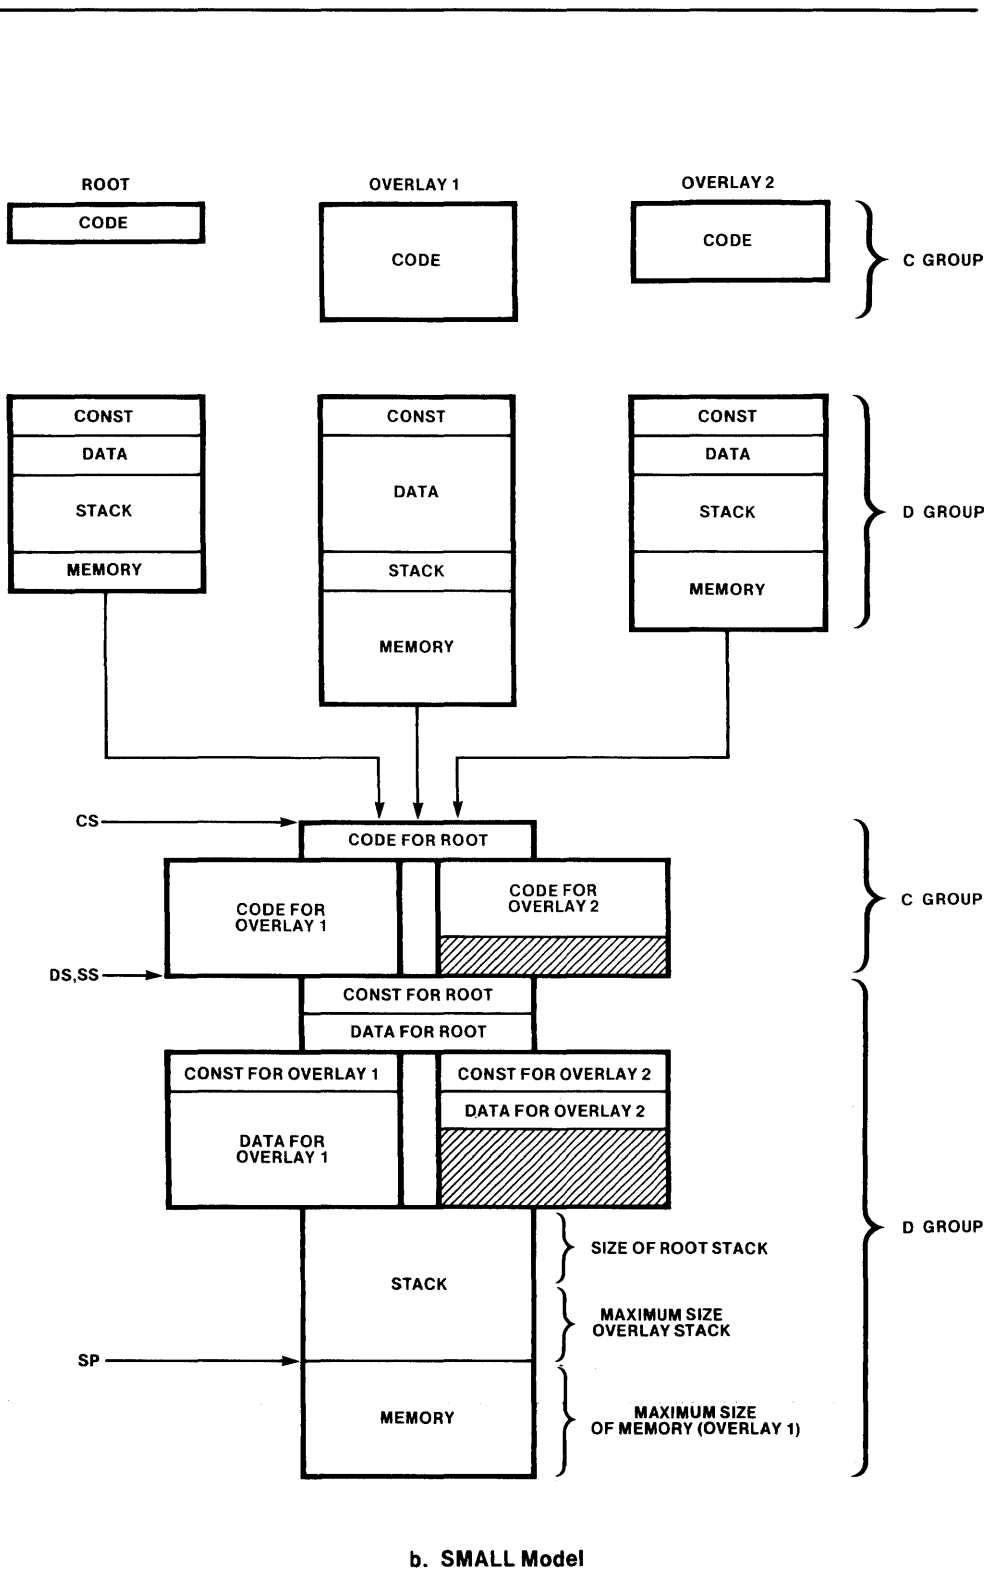 ROOT
OVERLAY 1
OVERLAY 2
CODE
CODE
CODE
C GROUP
CONST
DATA
STACK
MEMORY
CONST
DATA
STACK
MEMORY
CONST
DATA
STACK
MEMORY
D GROUP
CS
CODE FOR ROOT
CODE FOR
OVERLAY 1
CODE FOR
OVERLAY 2
C GROUP
DS,SS
CONST FOR ROOT
DATA FOR ROOT
CONST FOR OVERLAY 1
DATA FOR
OVERLAY 1
CONST FOR OVERLAY 2
DATA FOR OVERLAY 2
D GROUP
STACK
SIZE OF ROOT STACK
MAXIMUM SIZE
OVERLAY STACK
SP
MEMORY
MAXIMUM SIZE
OF MEMORY (OVERLAY 1)
b. SMALL Model